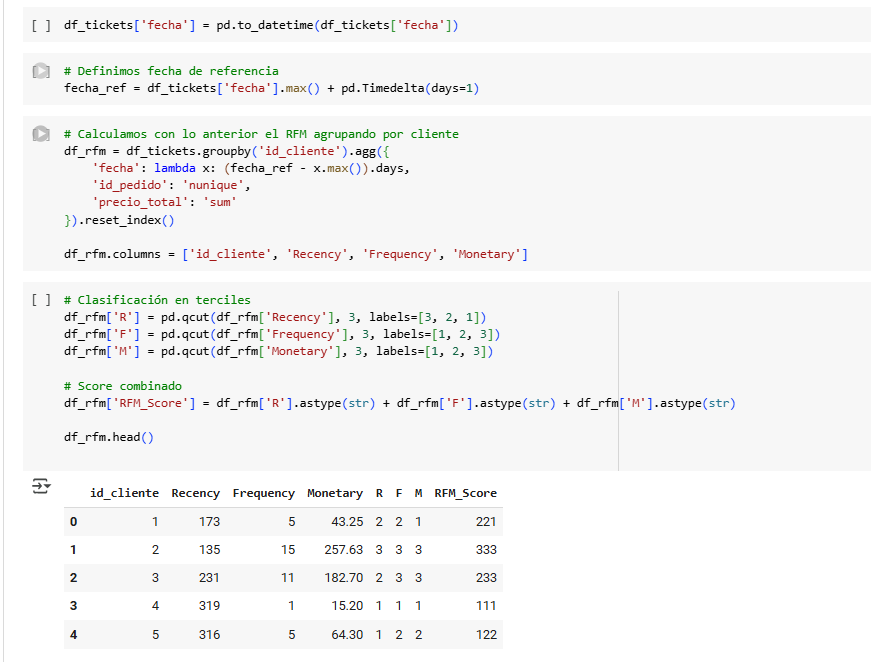 [ ] df_tickets['fecha'] = pd.to_datetime(df_tickets['fecha'])
# Definimos fecha de referencia
fecha_ref = df_tickets['fecha'].max() + pd.Timedelta(days=1)
# Calculamos con lo anterior el RFM agrupando por cliente
df_rfm = df_tickets.groupby('id_cliente').agg({
    'fecha': lambda x: (fecha_ref - x.max()).days,
    'id_pedido': 'nunique',
    'precio_total': 'sum'
}).reset_index()
df_rfm.columns = ['id_cliente', 'Recency', 'Frequency', 'Monetary']
[ ] # Clasificación en terciles
df_rfm['R'] = pd.qcut(df_rfm['Recency'], 3, labels=[3, 2, 1])
df_rfm['F'] = pd.qcut(df_rfm['Frequency'], 3, labels=[1, 2, 3])
df_rfm['M'] = pd.qcut(df_rfm['Monetary'], 3, labels=[1, 2, 3])
# Score combinado
df_rfm['RFM_Score'] = df_rfm['R'].astype(str) + df_rfm['F'].astype(str) + df_rfm['M'].astype(str)
df_rfm.head()
id_cliente Recency Frequency Monetary R F M RFM_Score
0 1 173 5 43.25 2 2 1 221
1 2 135 15 257.63 3 3 3 333
2 3 231 11 182.70 2 3 3 233
3 4 319 1 15.20 1 1 1 111
4 5 316 5 64.30 1 2 2 122